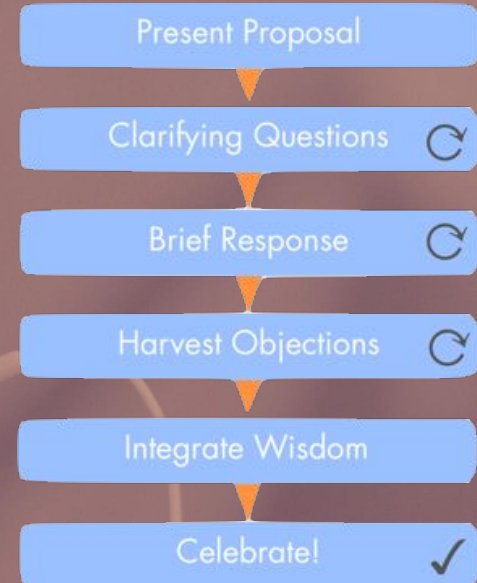 Present Proposal
Clarifying Questions
Brief Response
Harvest Objections
Integrate Wisdom
Celebrate!